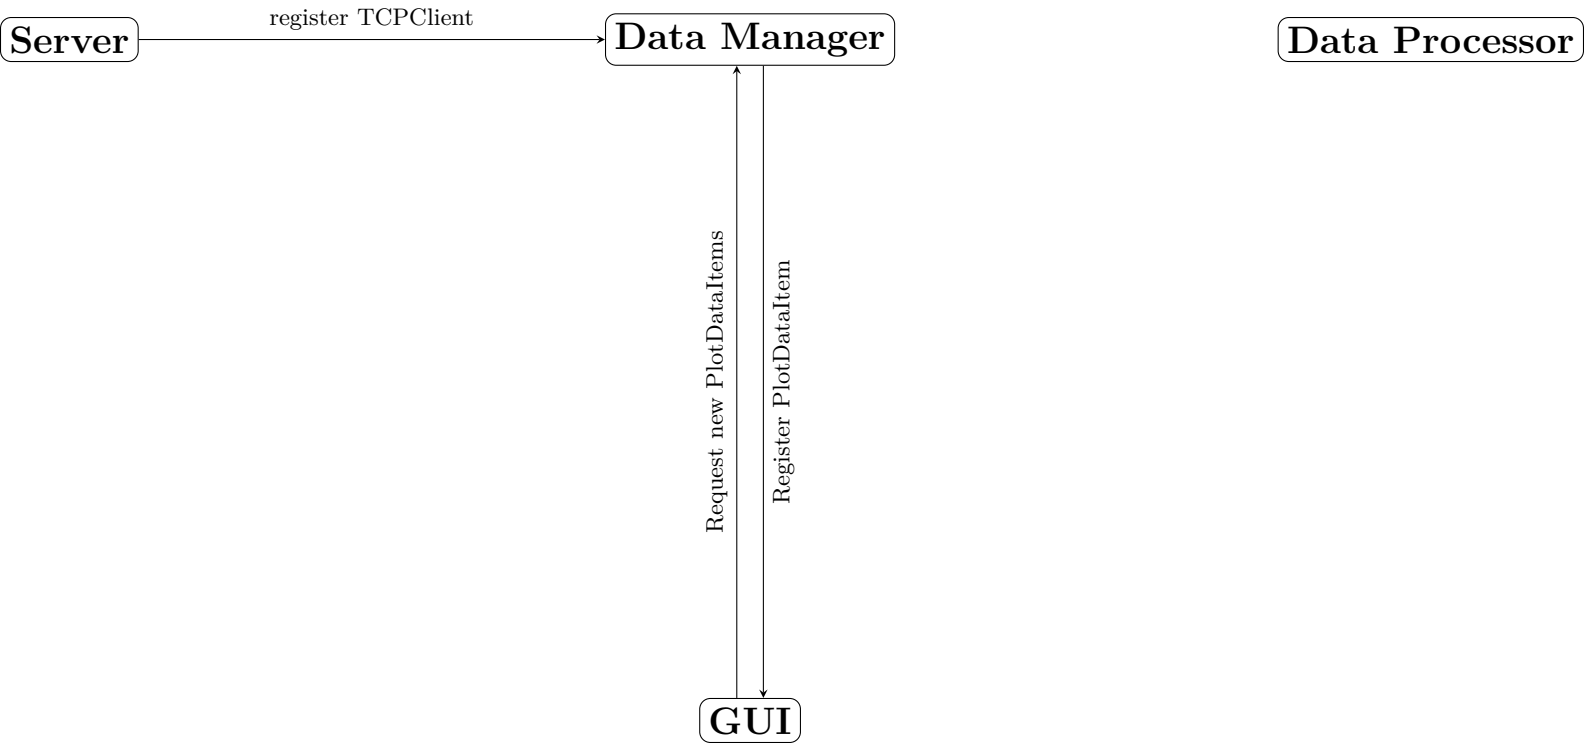 Server
register TCPClient
Data Manager
Data Processor
Request new PlotDataItems
Register PlotDataItem
GUI